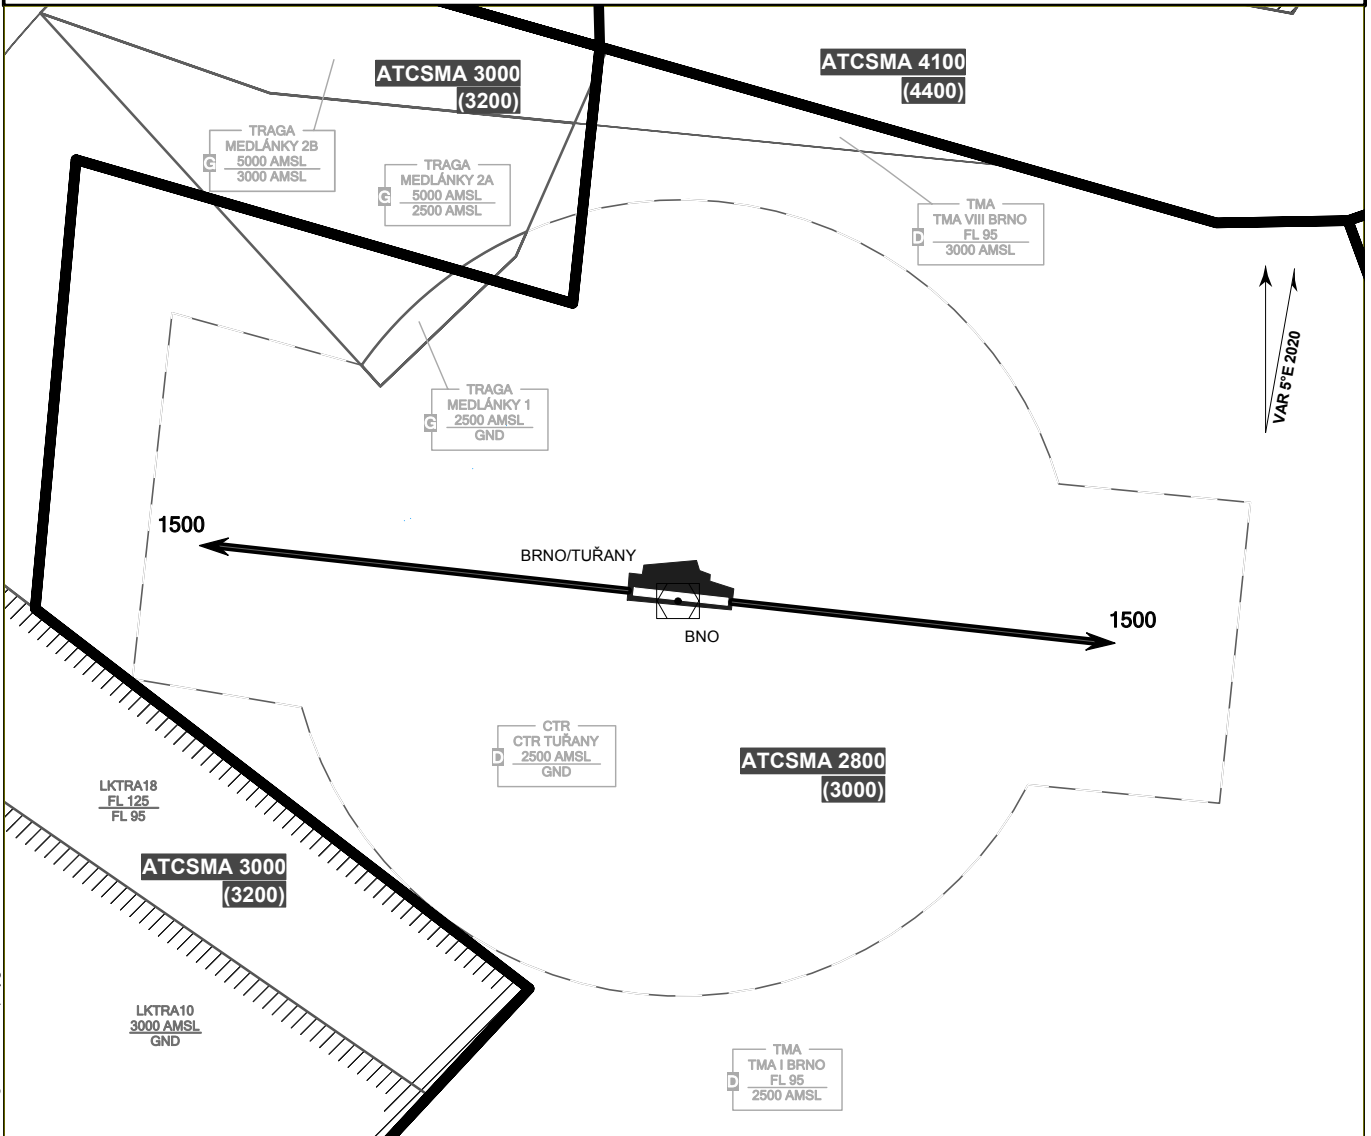 ATCSMA 3000
(3200)
ATCSMA 4100
(4400)
TRAGA
MEDLÁNKY 2B
G
5000 AMSL
3000 AMSL
TRAGA
MEDLÁNKY 2A
G
5000 AMSL
2500 AMSL
TMA
TMA VIII BRNO
D
FL 95
3000 AMSL
VAR 5°E 2020
TRAGA
MEDLÁNKY 1
G
2500 AMSL
GND
1500
BRNO/TUŘANY
BNO
1500
CTR
CTR TUŘANY
D
2500 AMSL
GND
ATCSMA 2800
(3000)
LKTRA18
FL 125
FL 95
ATCSMA 3000
(3200)
LKTRA10
3000 AMSL
GND
TMA
TMA I BRNO
D
FL 95
2500 AMSL